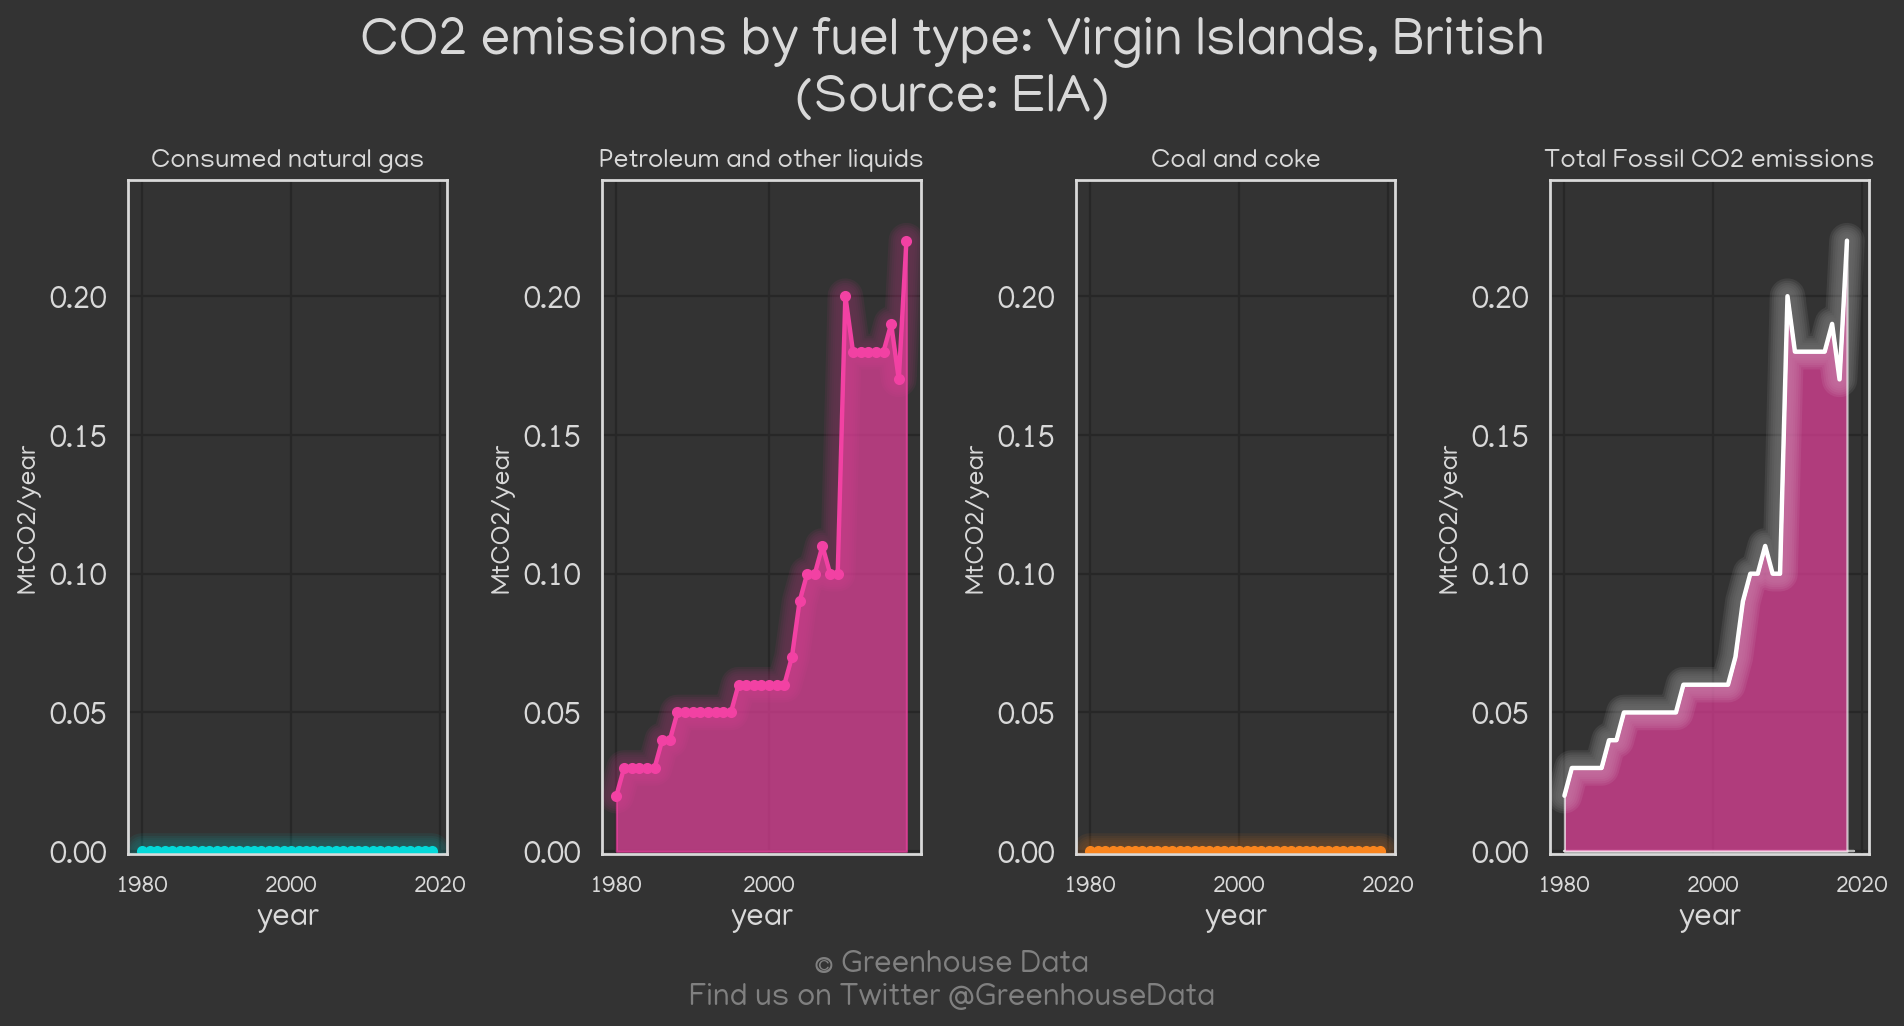 CO2 emissions by fuel type: Virgin Islands, British
(Source: EIA)
Consumed natural gas
MtCO2/year
0.20
0.15
0.10
0.05
0.00
1980 2000 2020
year
Petroleum and other liquids
MtCO2/year
0.20
0.15
0.10
0.05
0.00
1980 2000
year
Coal and coke
MtCO2/year
0.20
0.15
0.10
0.05
0.00
1980 2000 2020
year
Total Fossil CO2 emissions
MtCO2/year
0.20
0.15
0.10
0.05
0.00
1980 2000 2020
year
© Greenhouse Data
Find us on Twitter @GreenhouseData